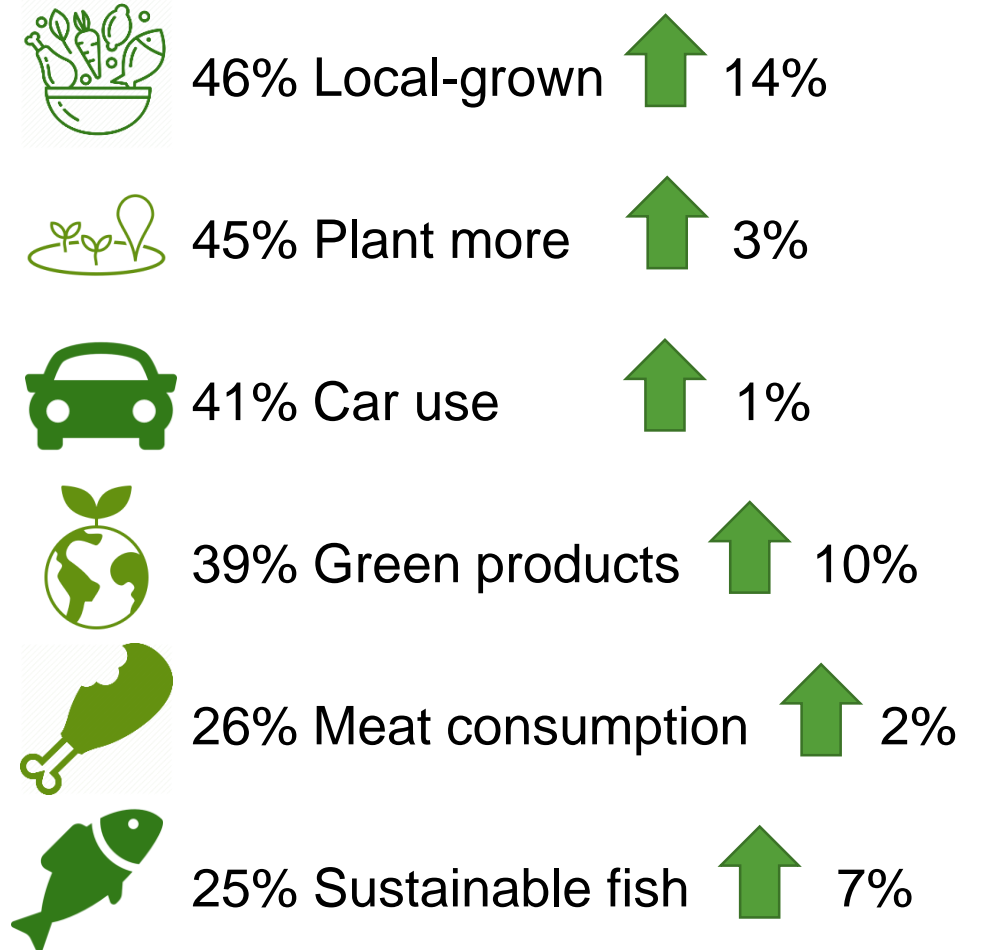 46% Local-grown 14%
45% Plant more 3%
41% Car use 1%
39% Green products 10%
26% Meat consumption 2%
25% Sustainable fish 7%